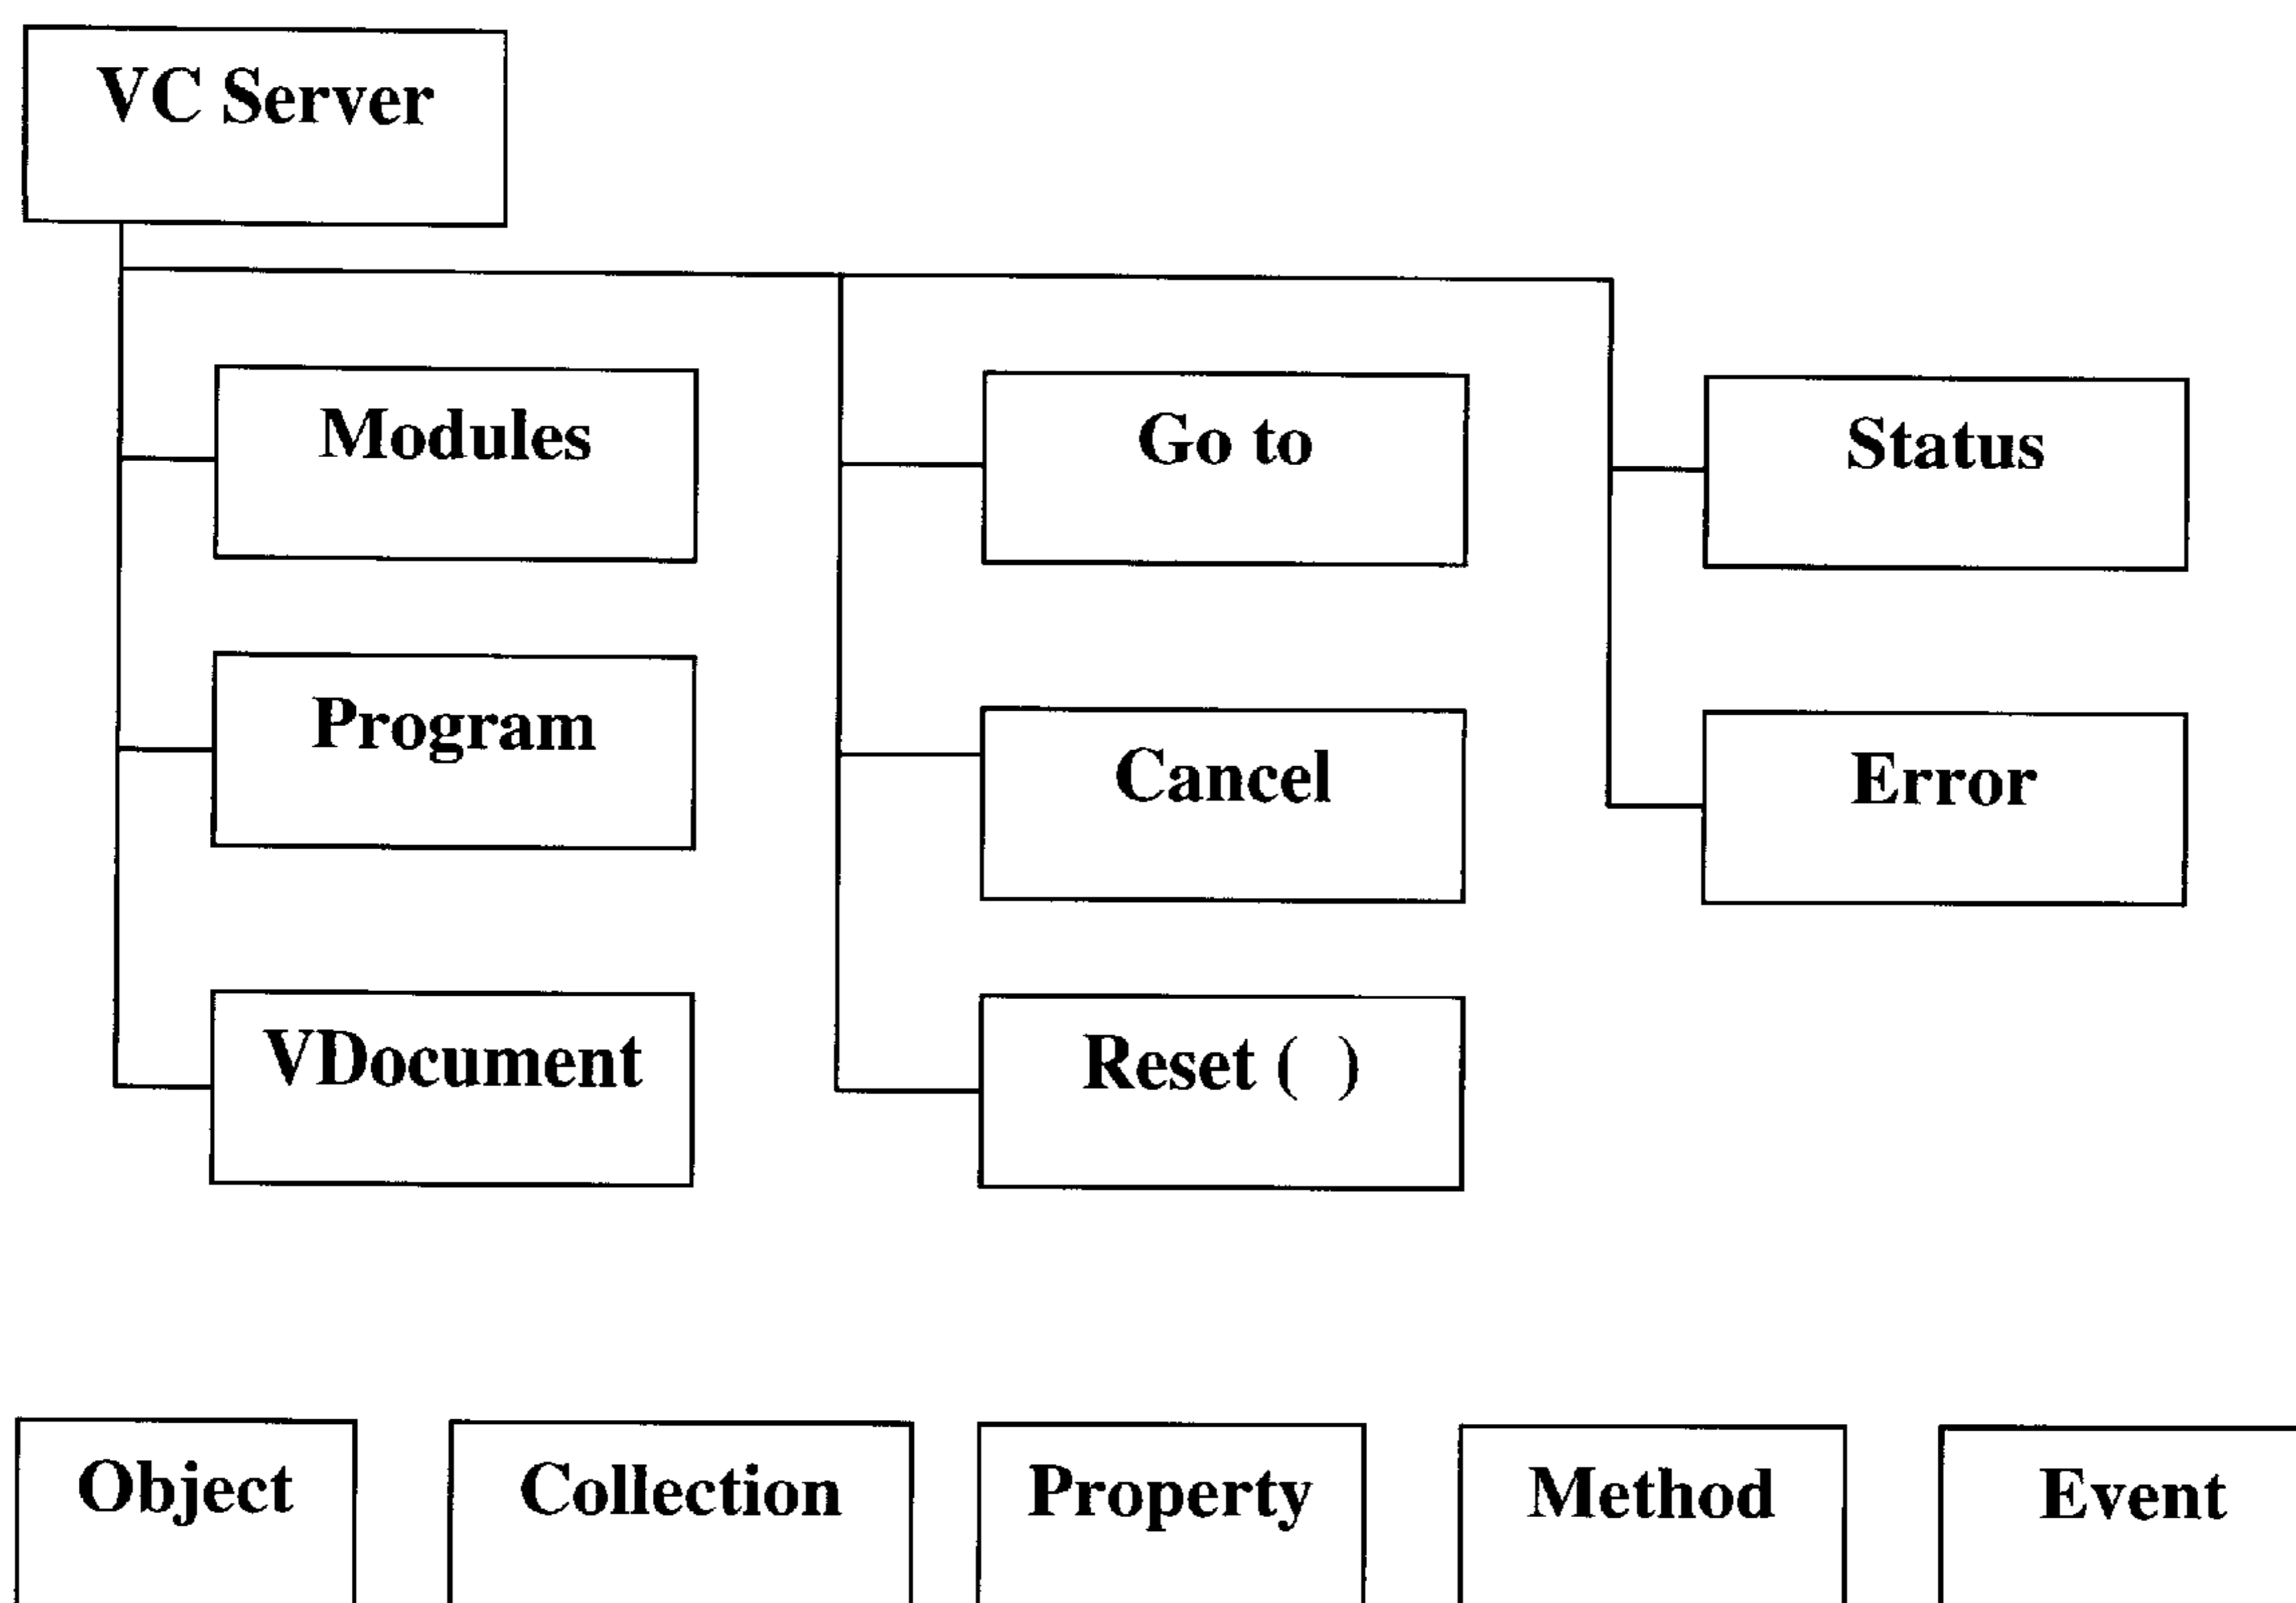 VC Server
Modules
Go to
Status
Program
Cancel
Error
VDocument
Reset ( )
Object
Collection
Property
Method
Event